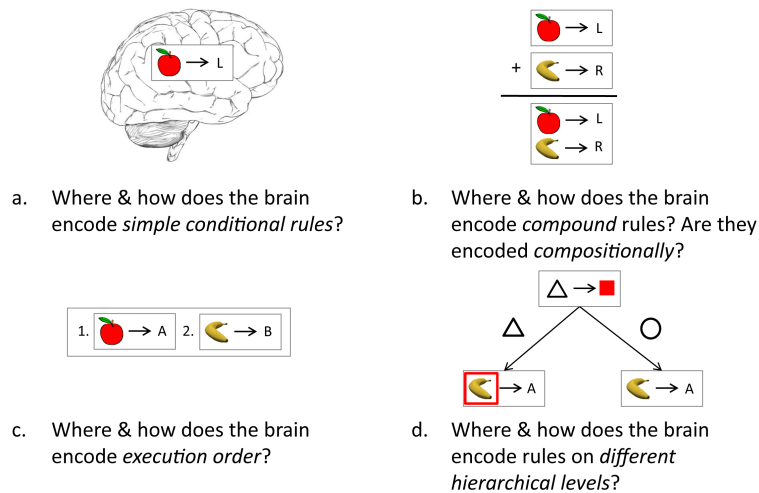 → L
→ L
+ → R
→ L
→ R
a. Where & how does the brain
encode simple conditional rules?
b. Where & how does the brain
encode compound rules? Are they
encoded compositionally?
1. → A 2. → B
→ A
→ A
c. Where & how does the brain
encode execution order?
d. Where & how does the brain
encode rules on different
hierarchical levels?